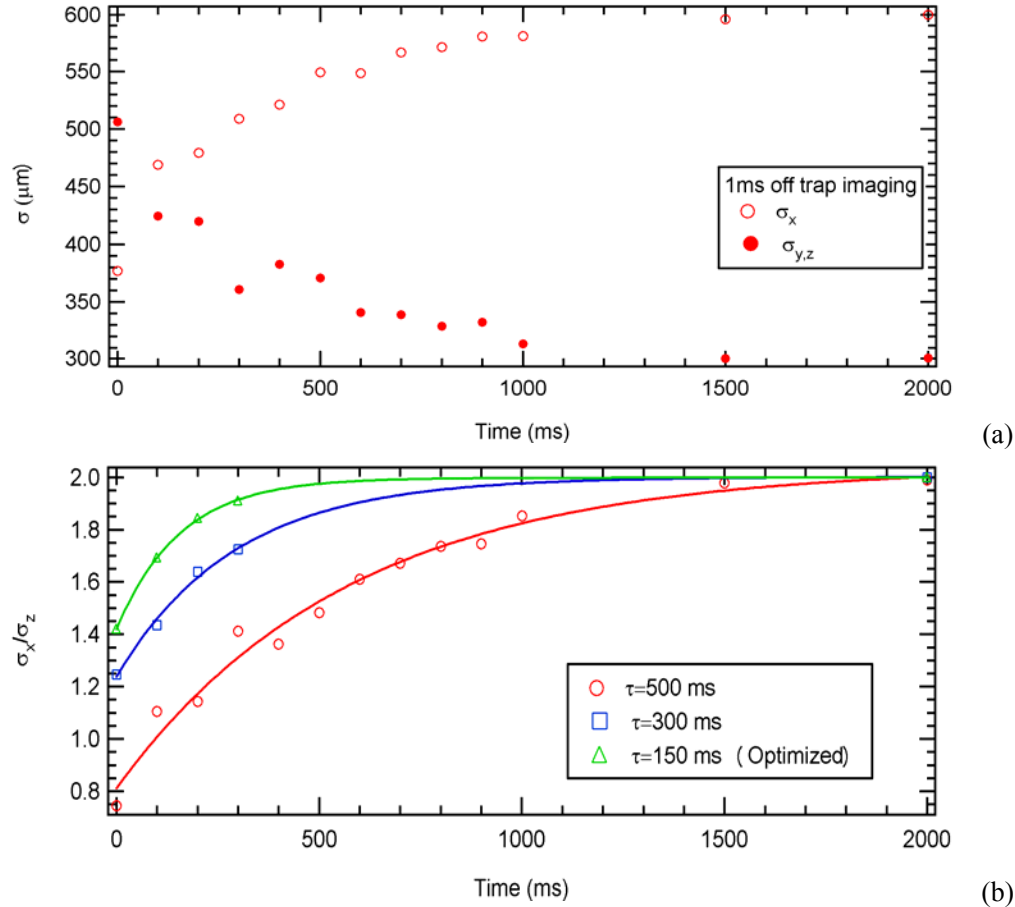 600
550
500
450
400
350
300
σ (μm)
1ms off trap imaging
σx
σy,z
0
500
1000
1500
2000
Time (ms)
(a)
2.0
1.8
1.6
1.4
1.2
1.0
0.8
σx/σz
τ=500 ms
τ=300 ms
τ=150 ms ( Optimized)
0
500
1000
1500
2000
Time (ms)
(b)